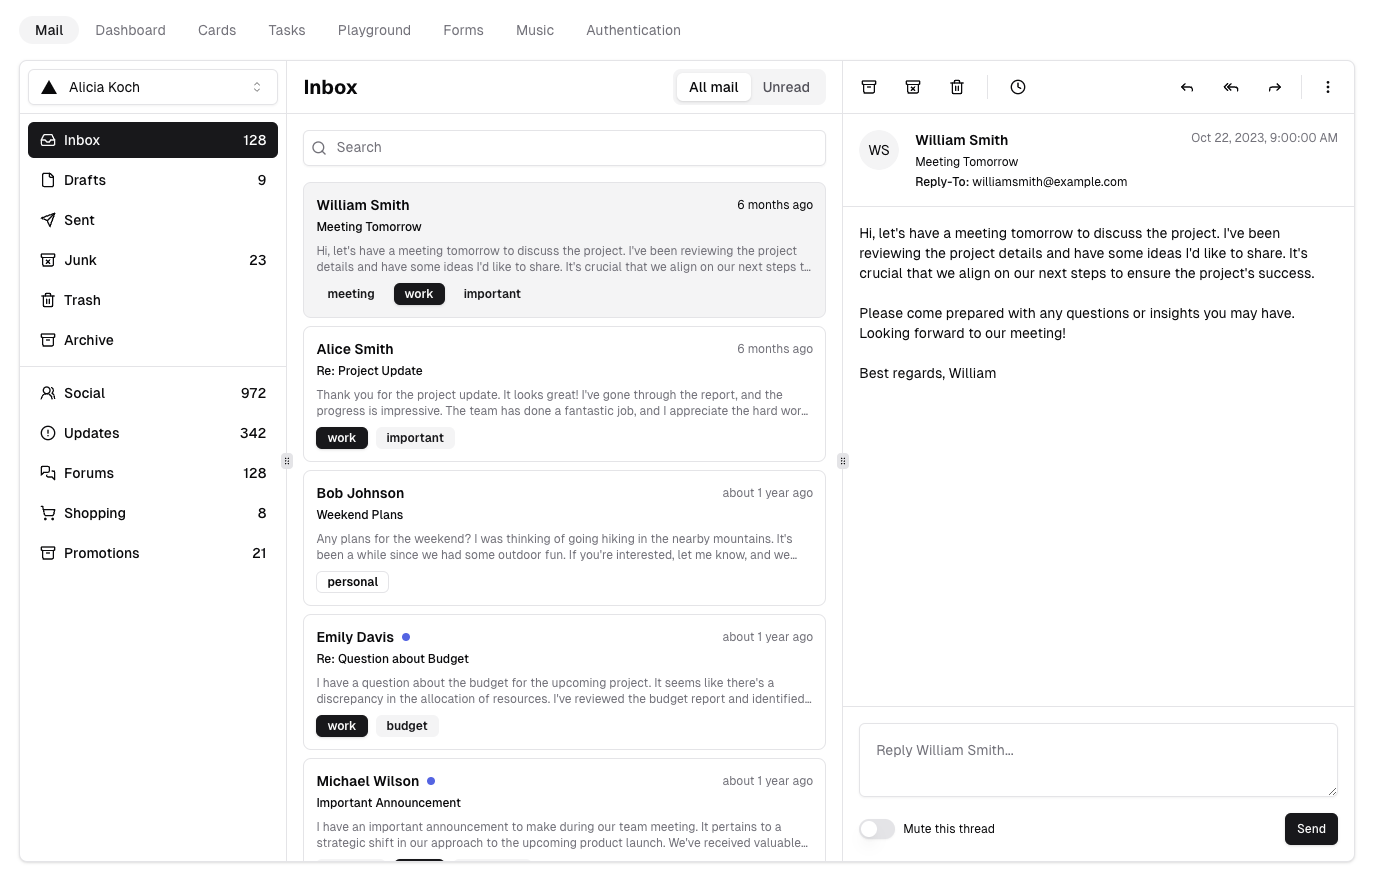 Mail Dashboard Cards Tasks Playground Forms Music Authentication
Alicia Koch
Inbox 128
Drafts 9
Sent
Junk 23
Trash
Archive
Social 972
Updates 342
Forums 128
Shopping 8
Promotions 21
Inbox
All mail Unread
Search
William Smith 6 months ago
Meeting Tomorrow
Hi, let's have a meeting tomorrow to discuss the project. I've been reviewing the project
details and have some ideas I'd like to share. It's crucial that we align on our next steps t...
meeting work important
Alice Smith 6 months ago
Re: Project Update
Thank you for the project update. It looks great! I've gone through the report, and the
progress is impressive. The team has done a fantastic job, and I appreciate the hard wor...
work important
Bob Johnson about 1 year ago
Weekend Plans
Any plans for the weekend? I was thinking of going hiking in the nearby mountains. It's
been a while since we had some outdoor fun. If you're interested, let me know, and we...
personal
Emily Davis about 1 year ago
Re: Question about Budget
I have a question about the budget for the upcoming project. It seems like there's a
discrepancy in the allocation of resources. I've reviewed the budget report and identified...
work budget
Michael Wilson about 1 year ago
Important Announcement
I have an important announcement to make during our team meeting. It pertains to a
strategic shift in our approach to the upcoming product launch. We've received valuable...
WS
William Smith Oct 22, 2023, 9:00:00 AM
Meeting Tomorrow
Reply-To: williamsmith@example.com
Hi, let's have a meeting tomorrow to discuss the project. I've been
reviewing the project details and have some ideas I'd like to share. It's
crucial that we align on our next steps to ensure the project's success.
Please come prepared with any questions or insights you may have.
Looking forward to our meeting!
Best regards, William
Reply William Smith...
Mute this thread Send